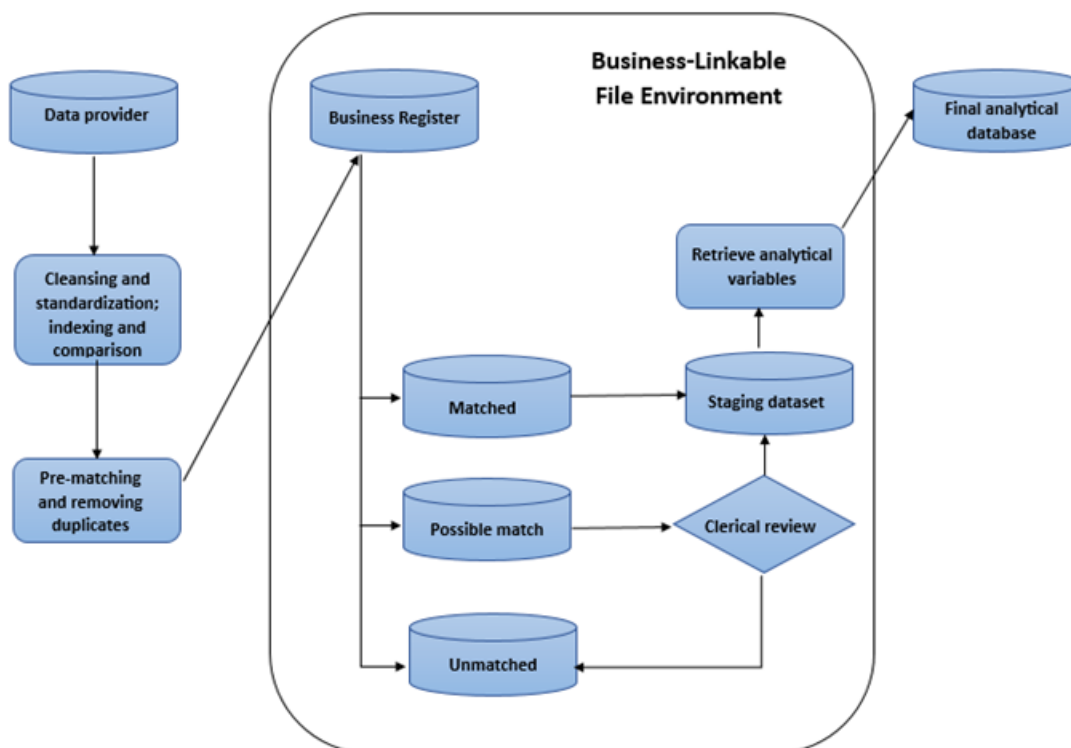 Business-Linkable
File Environment
Data provider
Business Register
Final analytical
database
Cleansing and
standardization;
indexing and
comparison
Retrieve analytical
variables
Matched
Staging dataset
Pre-matching
and removing
duplicates
Possible match
Clerical review
Unmatched